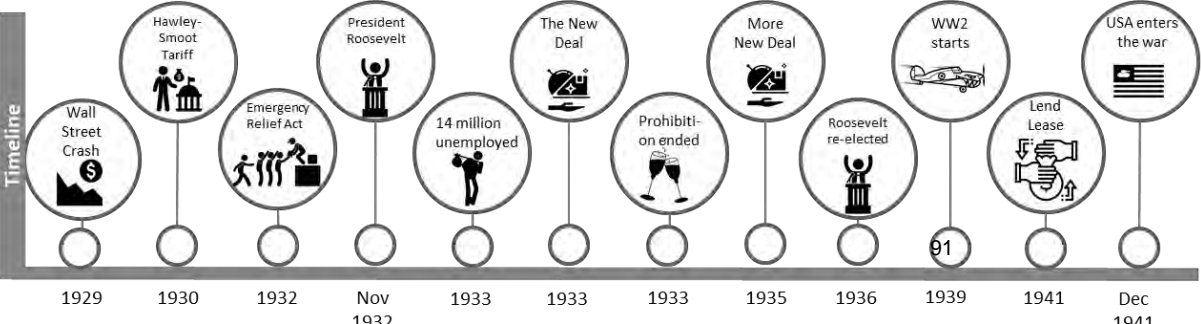 Timeline
Wall
Street
Crash
$
Hawley-
Smoot
Tariff
Emergency
Relief Act
President
Roosevelt
14 million
unemployed
The New
Deal
Prohibiti-
on ended
More
New Deal
Roosevelt
re-elected
WW2
starts
Lend
Lease
USA enters
the war
91
1929
1930
1932
Nov
1932
1933
1933
1933
1935
1936
1939
1941
Dec
1941